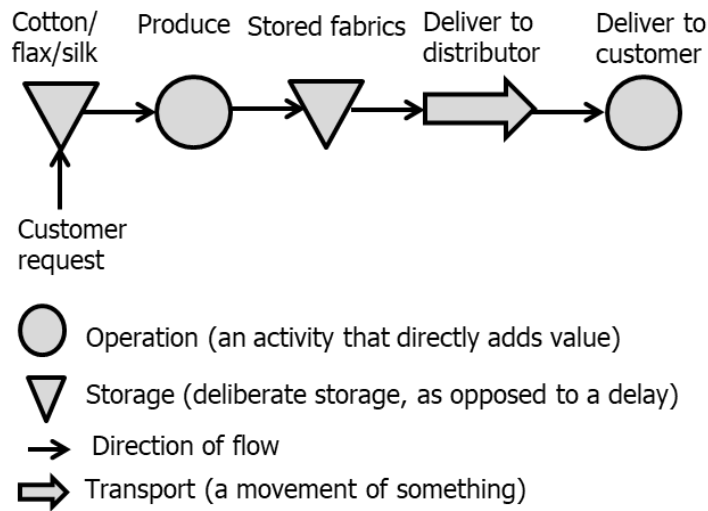 Cotton/
flax/silk
Produce
Stored fabrics
Deliver to
distributor
Deliver to
customer
Customer
request
Operation (an activity that directly adds value)
Storage (deliberate storage, as opposed to a delay)
Direction of flow
Transport (a movement of something)